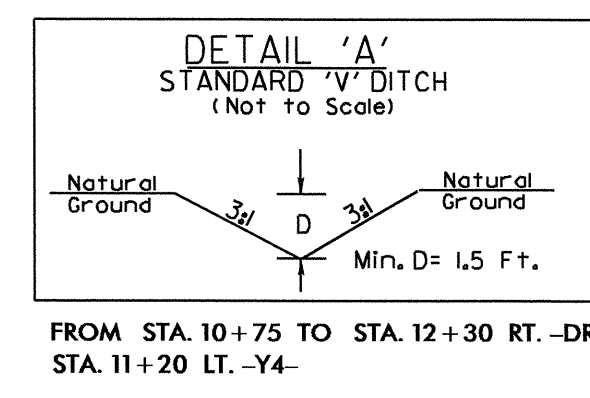 DETAIL 'A'
STANDARD 'V' DITCH
(Not to Scale)
Natural
Ground
3:1
D
3:1
Natural
Ground
Min. D= 1.5 Ft.
FROM STA. 10+75 TO STA. 12+30 RT. -DR
STA. 11+20 LT. -Y4-